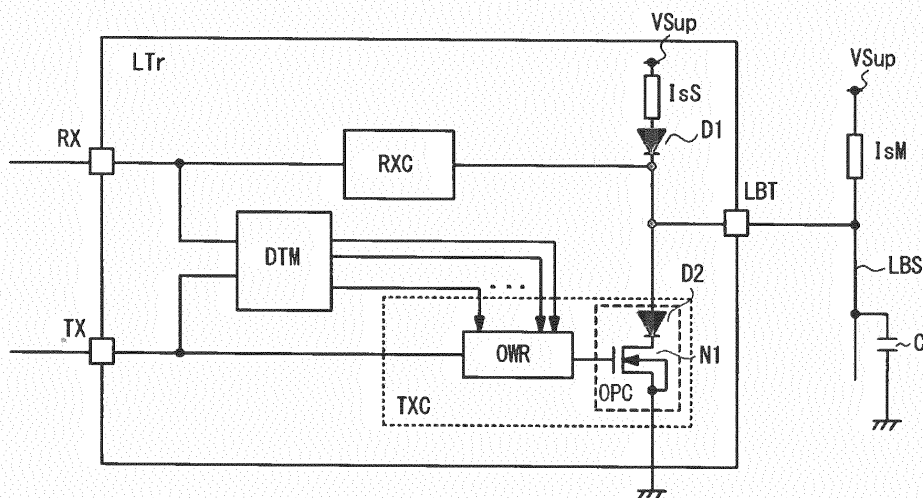 VSup
LTr
VSup
IsS
D1
RX
IsM
RXC
LBT
DTM
LBS
D2
...
TX
OWR
N1
C
OPC
TXC